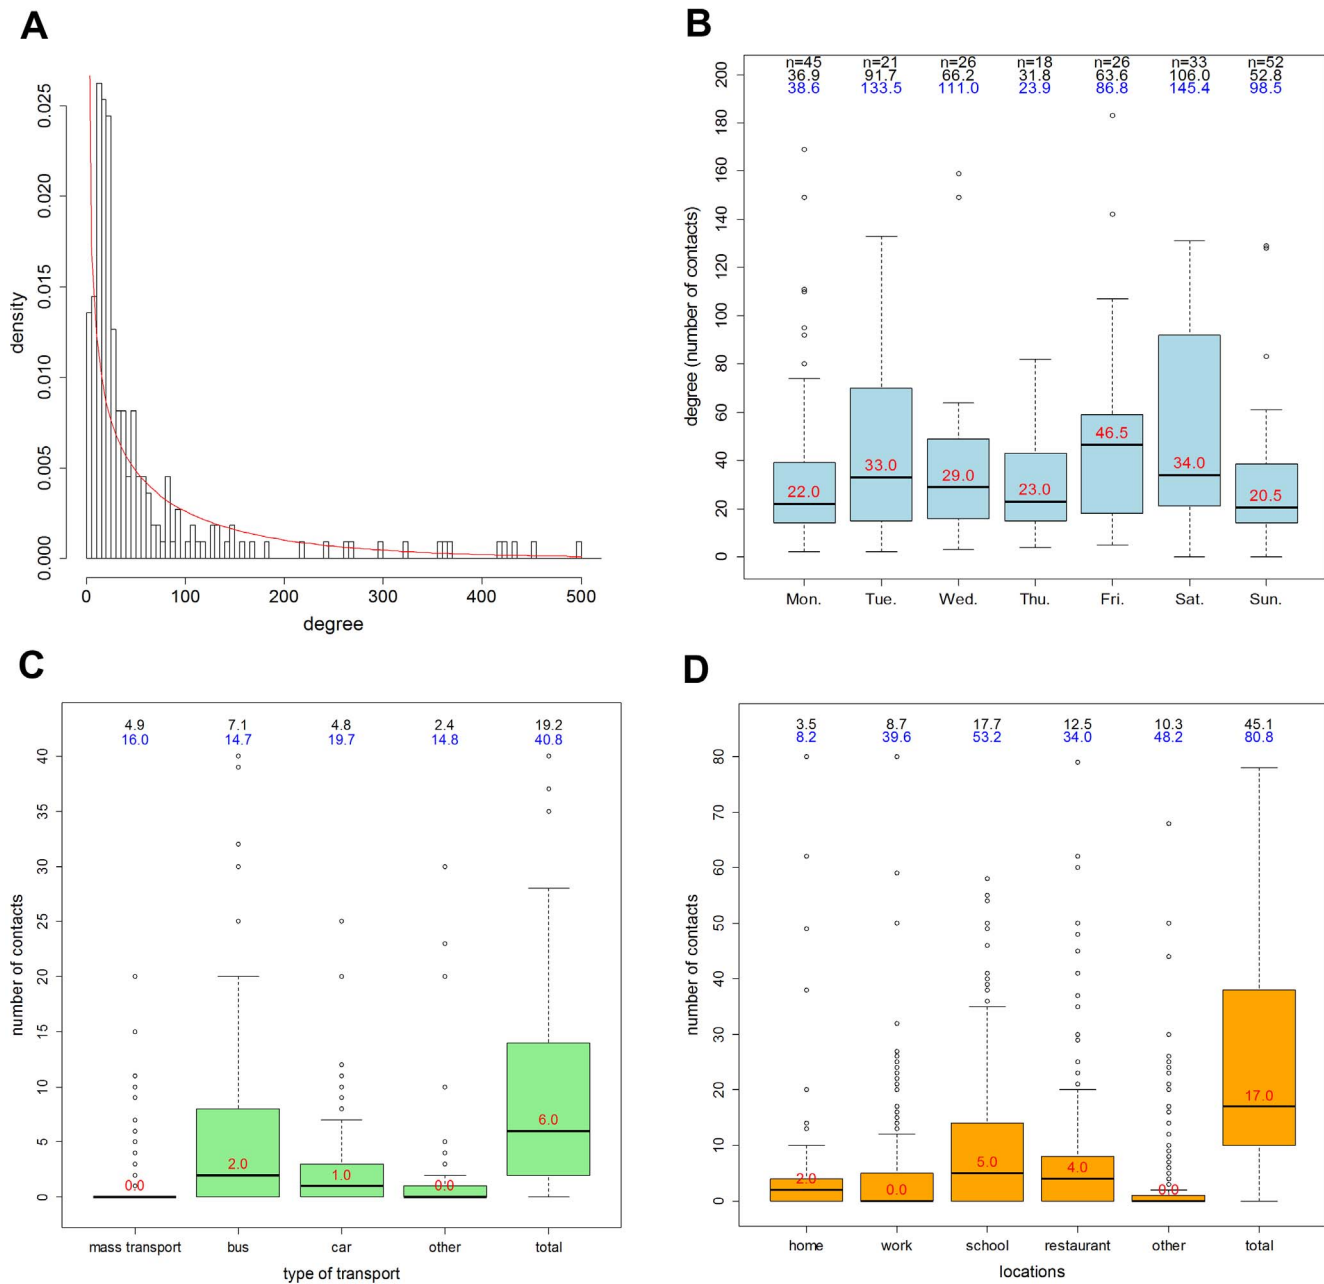 A
density
0.025
0.020
0.015
0.010
0.005
0.000
0 100 200 300 400 500
degree
B
n=45 n=21 n=26 n=18 n=26 n=33 n=52
36.9 91.7 66.2 31.8 63.6 106.0 52.8
38.6 133.5 111.0 23.9 86.8 145.4 98.5
degree (number of contacts)
200
180
160
140
120
100
80
60
40
20
0
22.0 33.0 29.0 23.0 46.5 34.0 20.5
Mon. Tue. Wed. Thu. Fri. Sat. Sun.
C
4.9 7.1 4.8 2.4 19.2
16.0 14.7 19.7 14.8 40.8
number of contacts
40
35
30
25
20
15
10
5
0
0.0 2.0 1.0 0.0 6.0
mass transport bus car other total
type of transport
D
3.5 8.7 17.7 12.5 10.3 45.1
8.2 39.6 53.2 34.0 48.2 80.8
number of contacts
80
70
60
50
40
30
20
10
0
2.0 0.0 5.0 4.0 0.0 17.0
home work school restaurant other total
locations